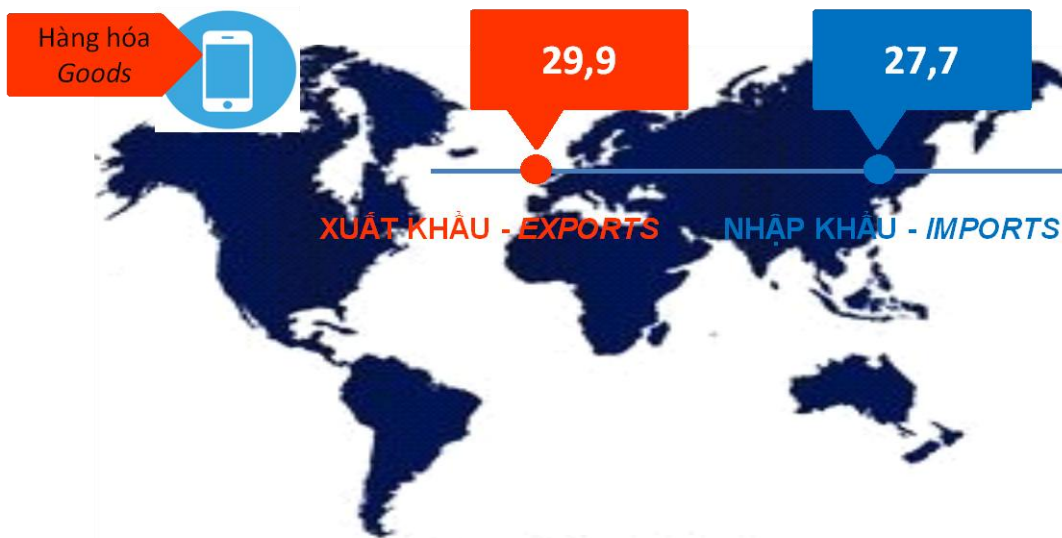 Hàng hóa
Goods
29,9
27,7
XUẤT KHẨU - EXPORTS
NHẬP KHẨU - IMPORTS